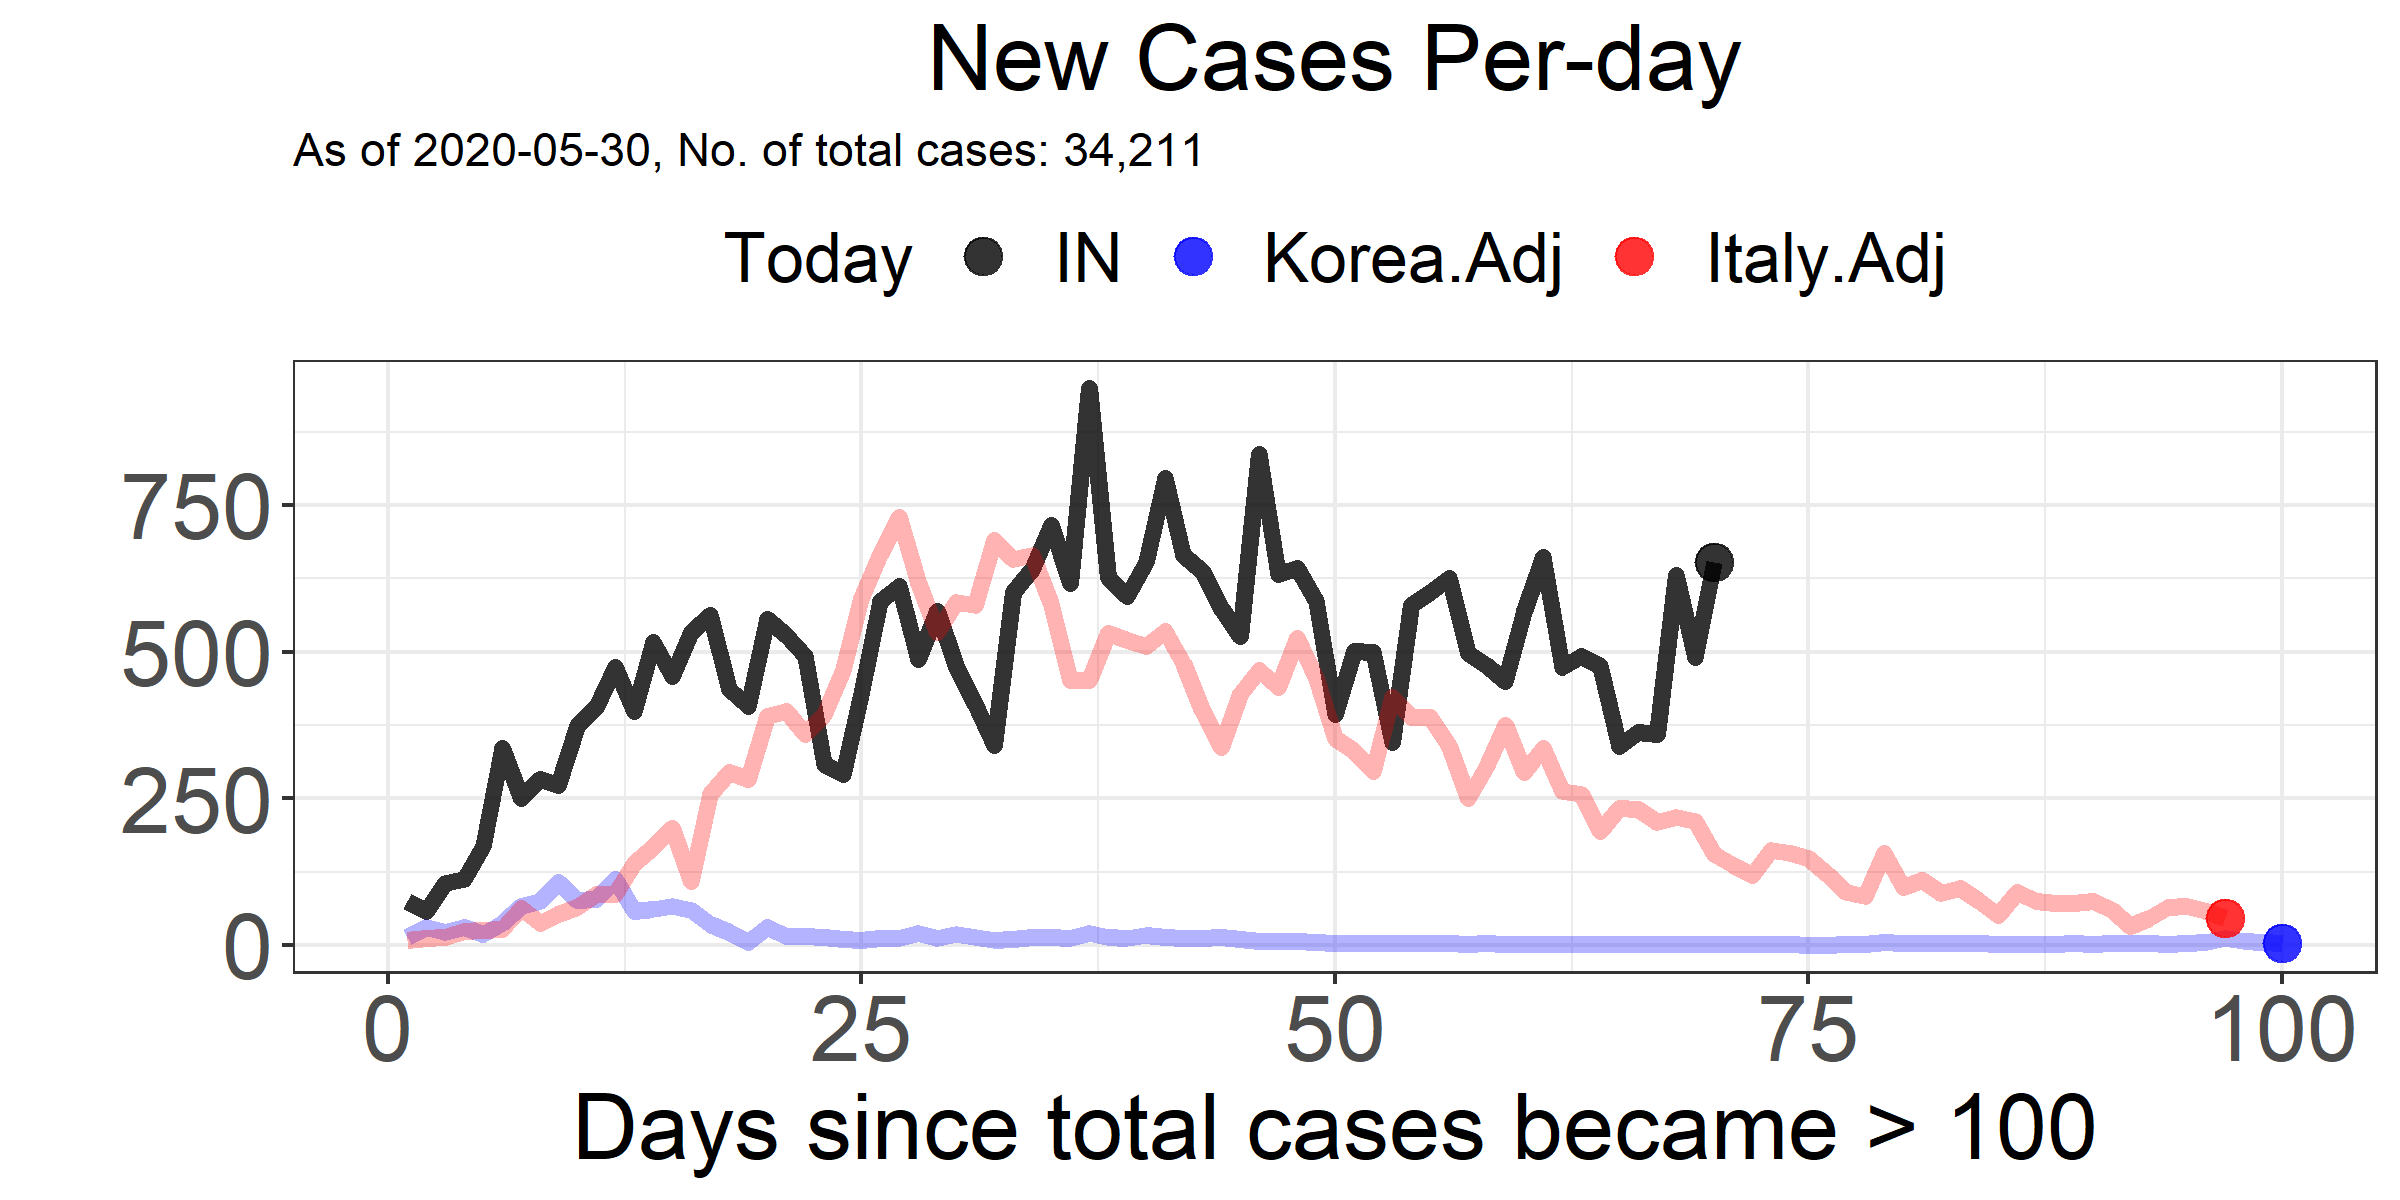 New Cases Per-day
As of 2020-05-30, No. of total cases: 34,211
Today IN Korea.Adj Italy.Adj
750
500
250
0
0 25 50 75 100
Days since total cases became > 100